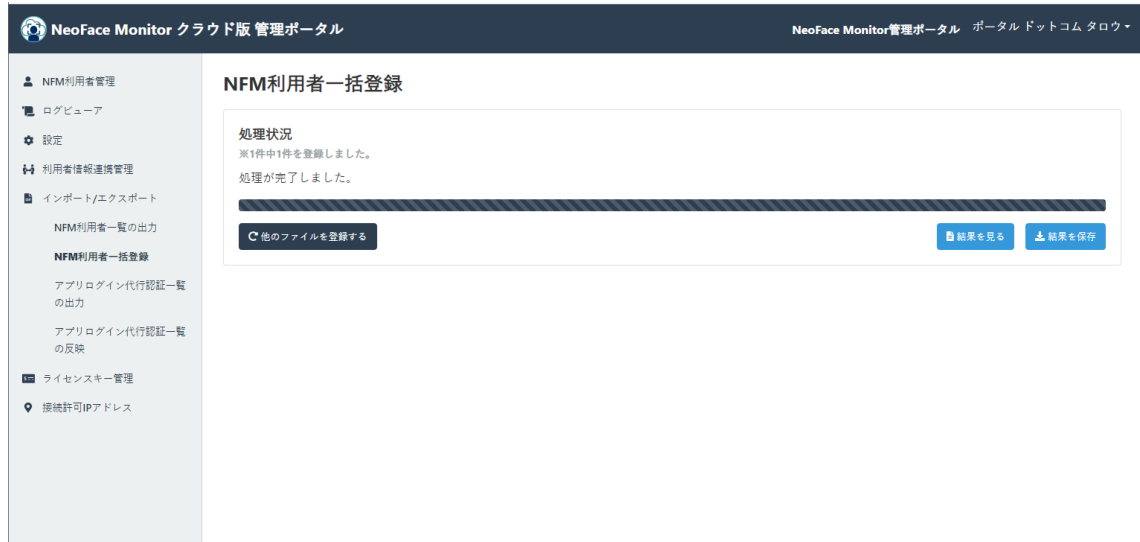 NeoFace Monitor クラウド版 管理ポータル
NeoFace Monitor管理ポータル ポータル ドットコム タロウ
NFM利用者管理
ログビューア
設定
利用者情報連携管理
インポート/エクスポート
NFM利用者一覧の出力
NFM利用者一括登録
アプリログイン代行認証一覧
の出力
アプリログイン代行認証一覧
の反映
ライセンスキー管理
接続許可IPアドレス
NFM利用者一括登録
処理状況
※1件中1件を登録しました。
処理が完了しました。
他のファイルを登録する
結果を見る
結果を保存